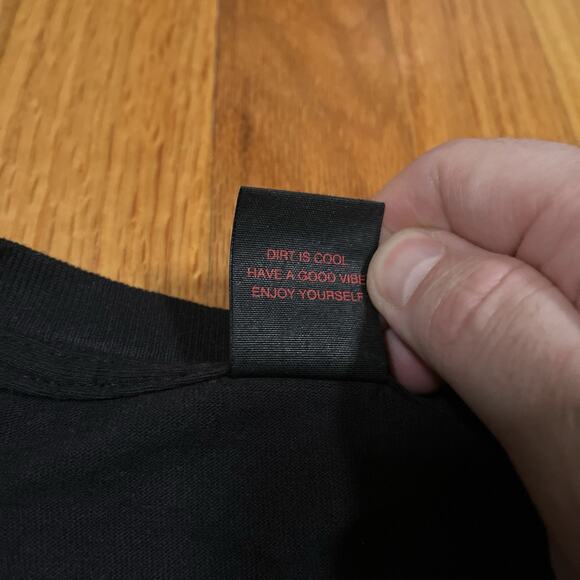 DIRT IS COOL
HAVE A GOOD VIBE
ENJOY YOURSELF